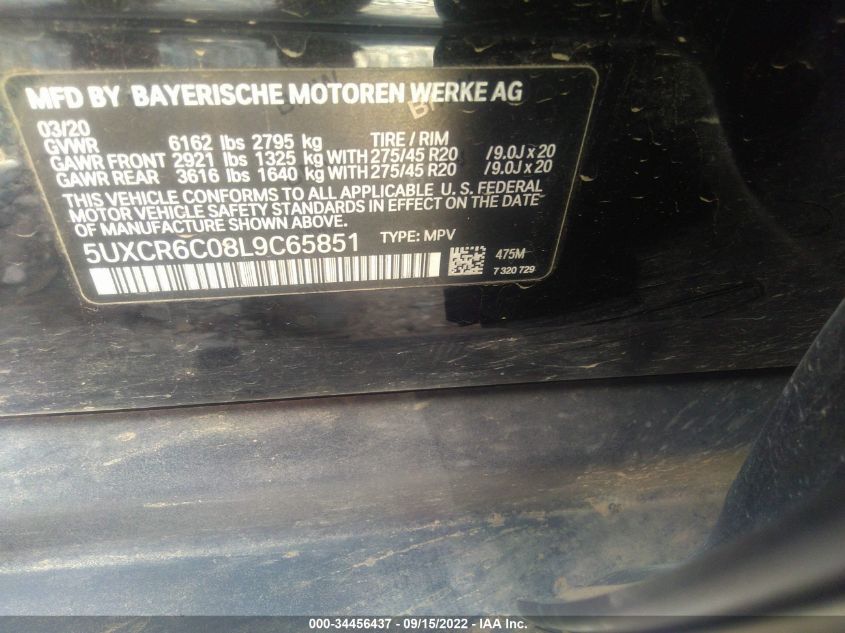 MFD BY BAYERISCHE MOTOREN WERKE AG
03/20
GVWR 6162 lbs 2795 kg TIRE / RIM
GAWR FRONT 2921 lbs 1325 kg WITH 275/45 R20 /9.0J x 20
GAWR REAR 3616 lbs 1640 kg WITH 275/45 R20 /9.0J x 20
THIS VEHICLE CONFORMS TO ALL APPLICABLE U. S. FEDERAL
MOTOR VEHICLE SAFETY STANDARDS IN EFFECT ON THE DATE
OF MANUFACTURE SHOWN ABOVE.
5UXCR6C08L9C65851 TYPE: MPV
475M
7 320 729
000-34456437 - 09/15/2022 - IAA Inc.